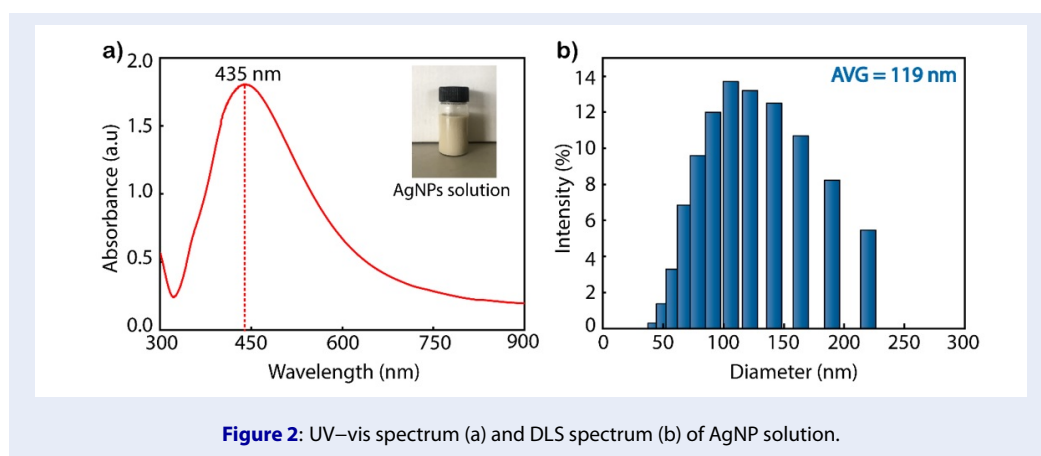 a)
2.0
1.5
1.0
0.5
0.0
435 nm
AgNPs solution
Absorbance (a.u)
300 450 600 750 900
Wavelength (nm)
b)
AVG = 119 nm
14
12
10
8
6
4
2
0
Intensity (%)
0 50 100 150 200 250 300
Diameter (nm)
Figure 2: UV−vis spectrum (a) and DLS spectrum (b) of AgNP solution.